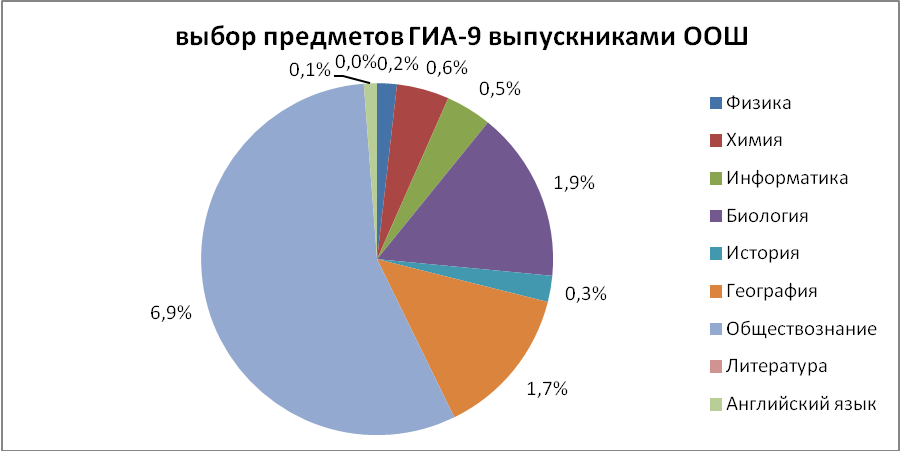 выбор предметов ГИА-9 выпускниками ООШ
0,1%
0,0%
0,2%
0,6%
0,5%
1,9%
0,3%
1,7%
6,9%
Физика
Химия
Информатика
Биология
История
География
Обществознание
Литература
Английский язык